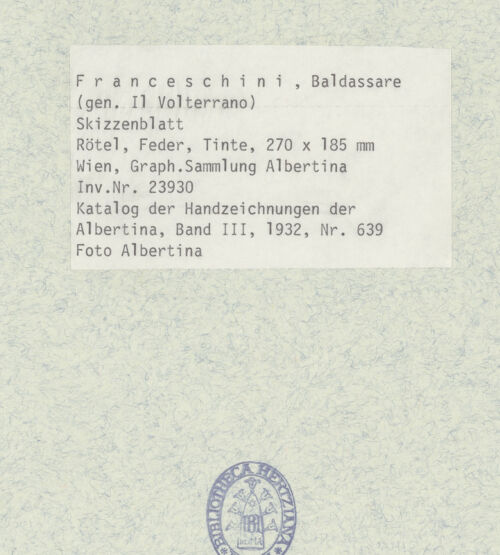 F r a n c e s c h i n i , Baldassare
(gen. Il Volterrano)
Skizzenblatt
Rötel, Feder, Tinte, 270 x 185 mm
Wien, Graph.Sammlung Albertina
Inv.Nr. 23930
Katalog der Handzeichnungen der
Albertina, Band III, 1932, Nr. 639
Foto Albertina
BIBLIOTHECA HERTZIANA